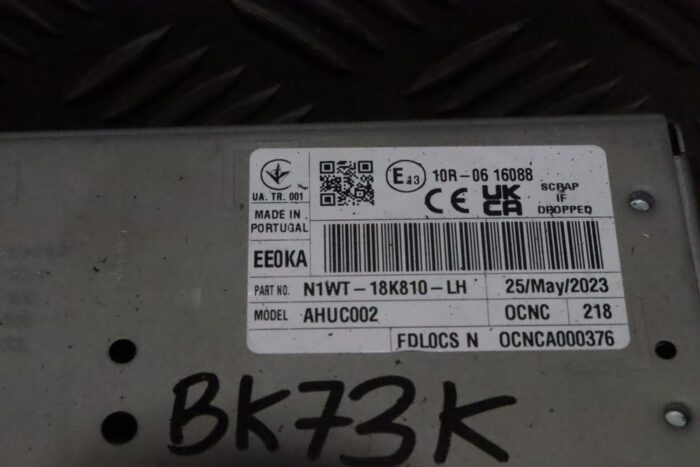 UA. TR. 001
MADE IN
PORTUGAL
E13 10R-06 16088
CE UK
CA
SCRAP
IF
DROPPED
EE0KA
PART NO. N1WT-18K810-LH 25/May/2023
MODEL AHUC002 OCNC 218
FDLOCS N OCNCA000376
BK73K